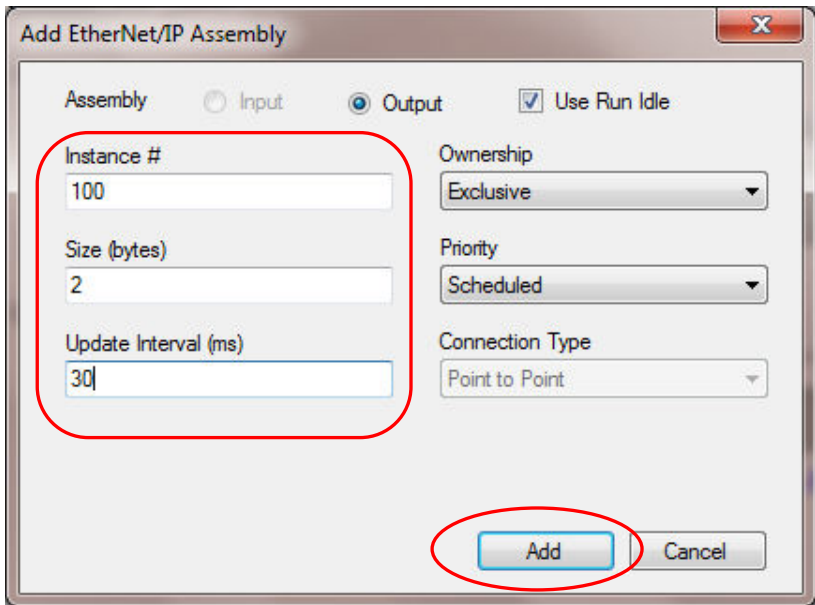 Add EtherNet/IP Assembly
Assembly Input Output Use Run Idle
Instance #
100
Ownership
Exclusive
Size (bytes)
2
Priority
Scheduled
Update Interval (ms)
30
Connection Type
Point to Point
Add Cancel